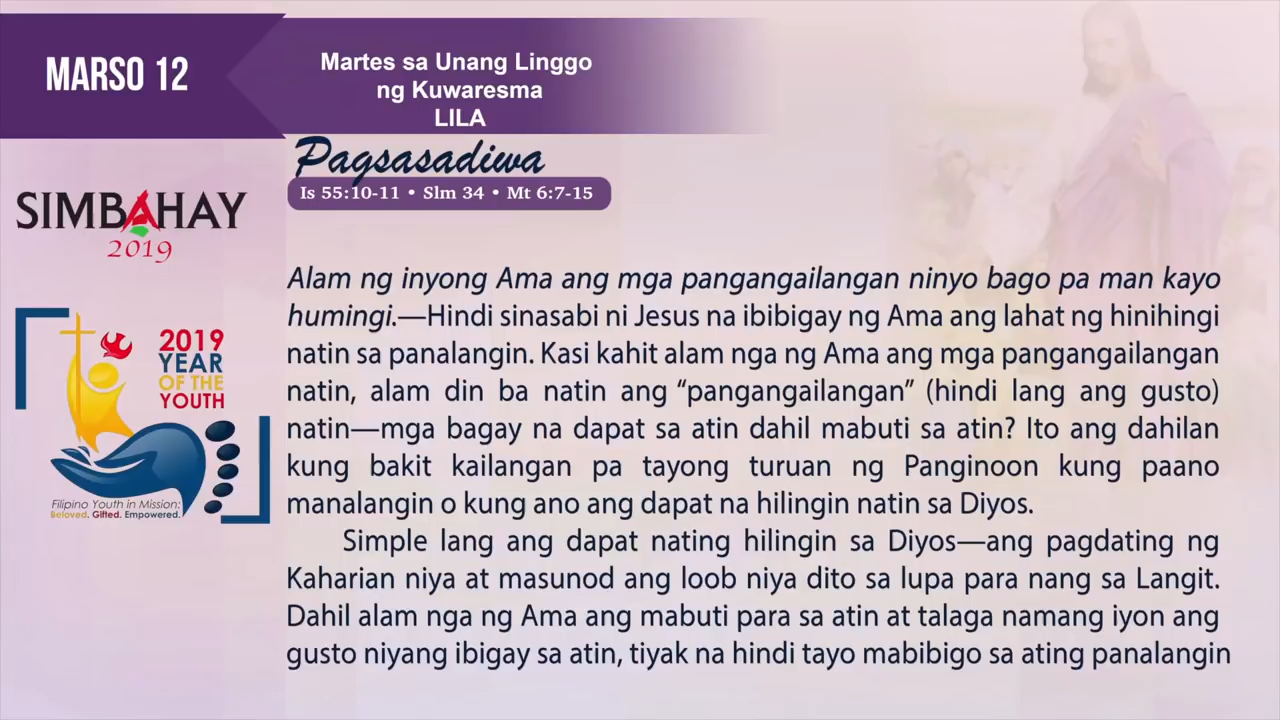 MARSO 12
Martes sa Unang Linggo
ng Kuwaresma
LILA
Pagsasadiwa
Is 55:10-11 • Slm 34 • Mt 6:7-15
SIMBAHAY
2019
2019
YEAR
OF THE
YOUTH
Filipino Youth in Mission:
Beloved. Gifted. Empowered.
Alam ng inyong Ama ang mga pangangailangan ninyo bago pa man kayo
humingi.—Hindi sinasabi ni Jesus na ibibigay ng Ama ang lahat ng hinihingi
natin sa panalangin. Kasi kahit alam nga ng Ama ang mga pangangailangan
natin, alam din ba natin ang “pangangailangan” (hindi lang ang gusto)
natin—mga bagay na dapat sa atin dahil mabuti sa atin? Ito ang dahilan
kung bakit kailangan pa tayong turuan ng Panginoon kung paano
manalangin o kung ano ang dapat na hilingin natin sa Diyos.
Simple lang ang dapat nating hilingin sa Diyos—ang pagdating ng
Kaharian niya at masunod ang loob niya dito sa lupa para nang sa Langit.
Dahil alam nga ng Ama ang mabuti para sa atin at talaga namang iyon ang
gusto niyang ibigay sa atin, tiyak na hindi tayo mabibigo sa ating panalangin